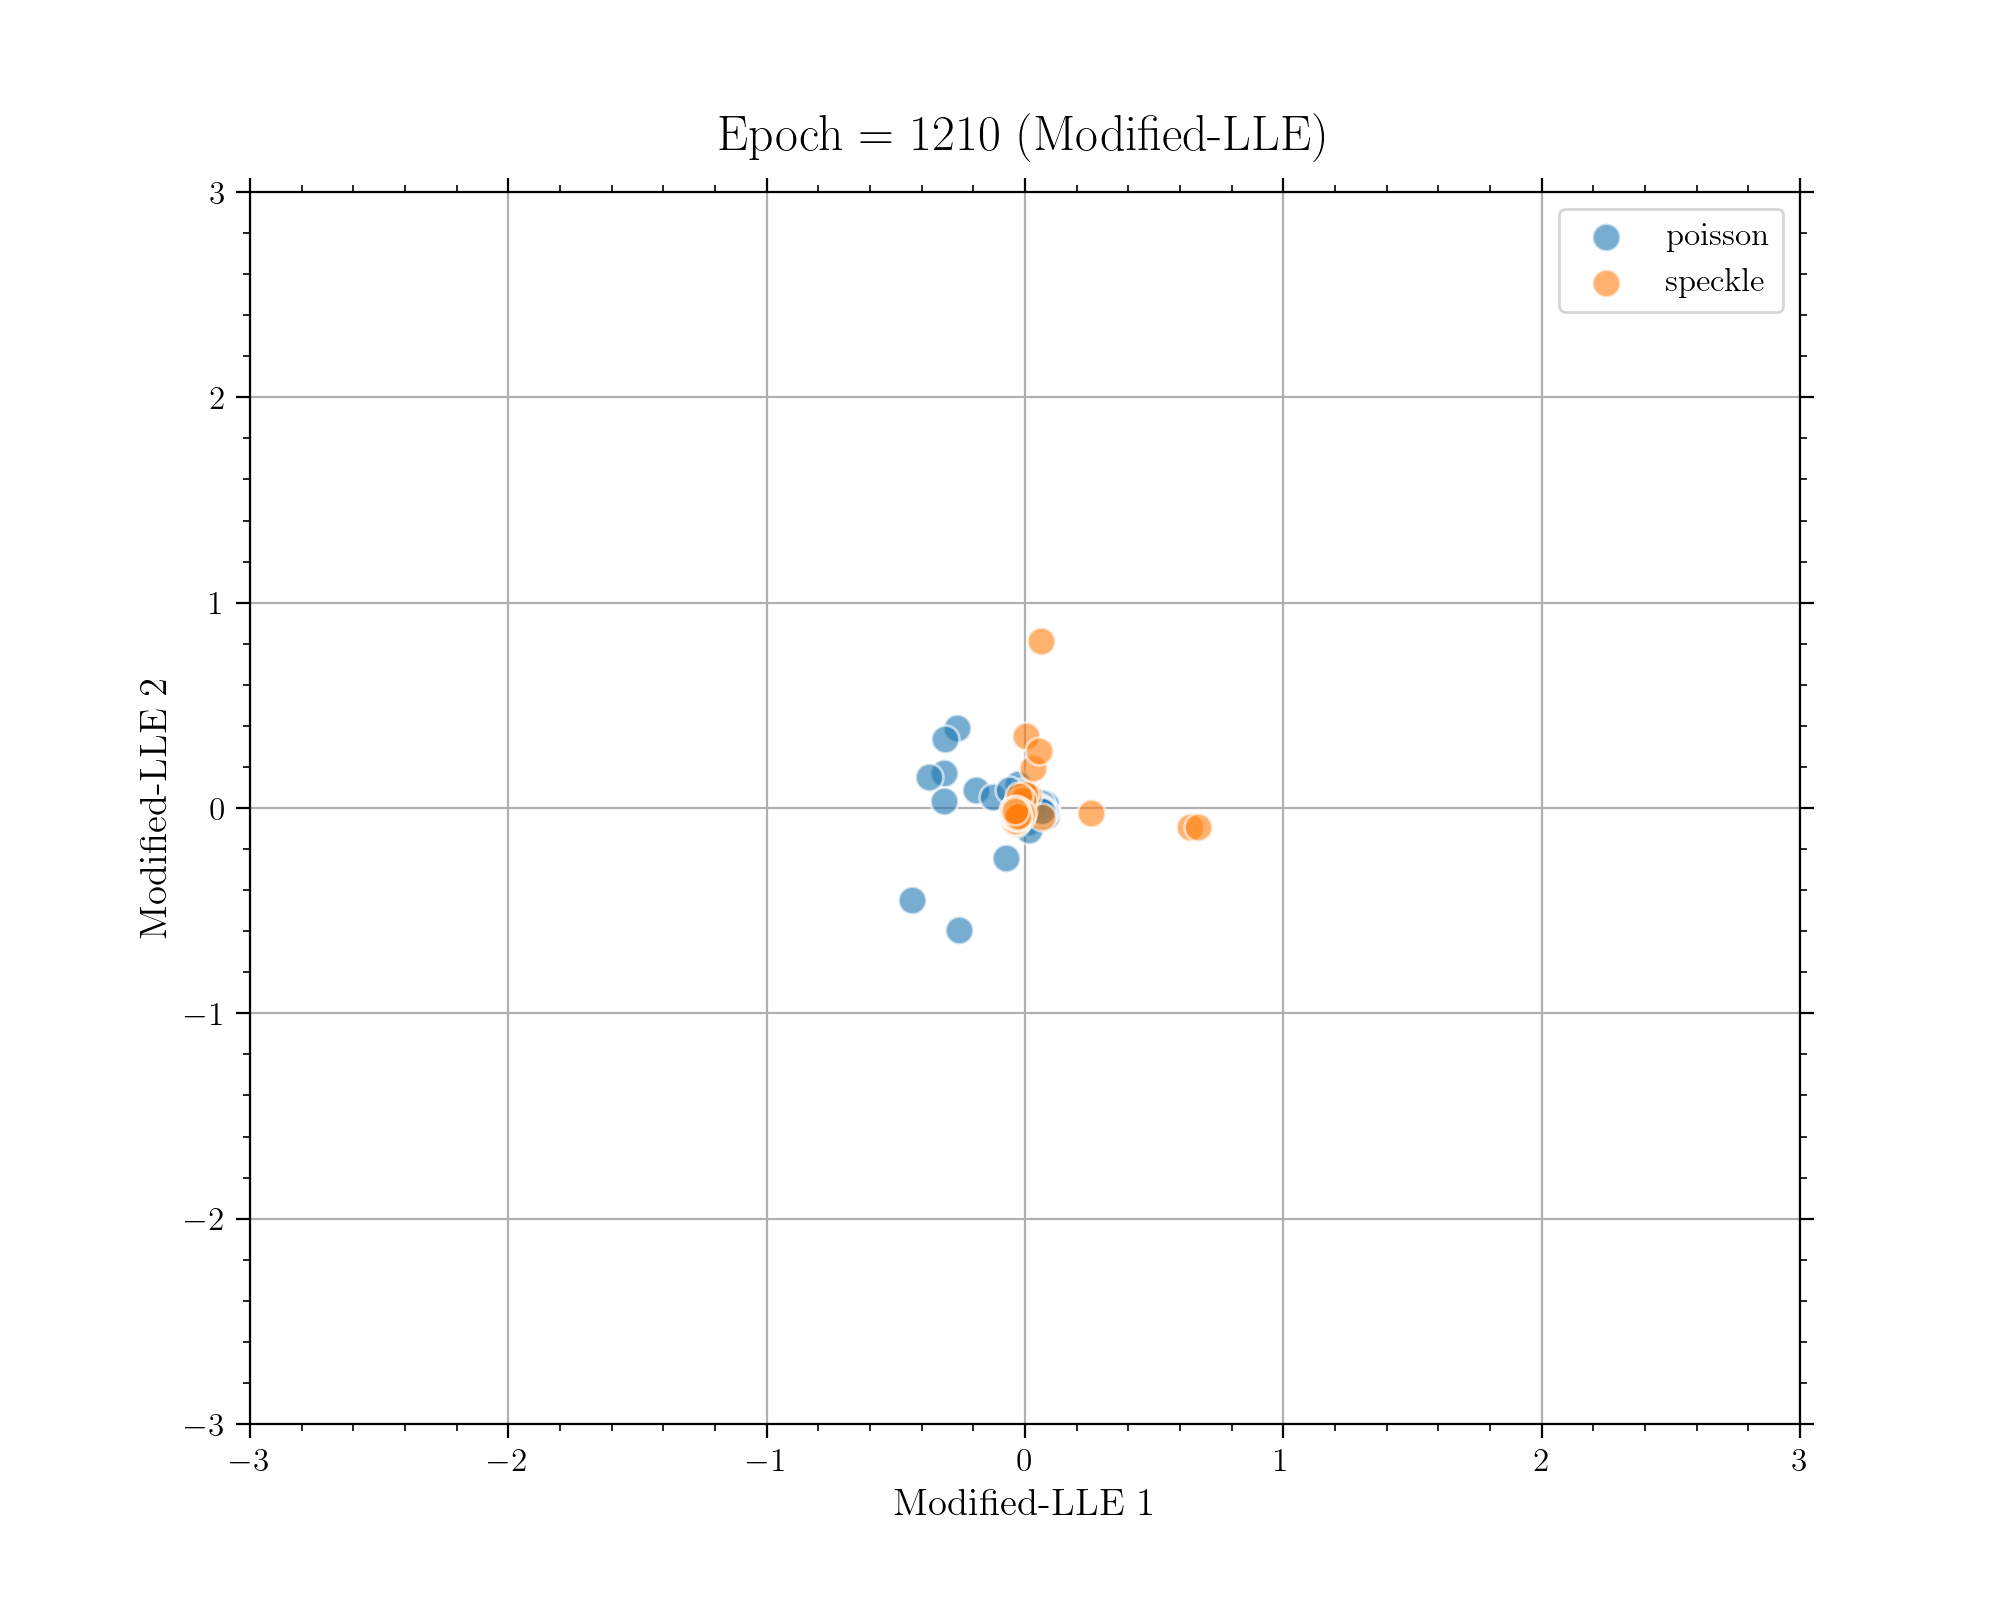 Epoch = 1210 (Modified-LLE)
poisson
speckle
Modified-LLE 2
3
2
1
0
−1
−2
−3
−3 −2 −1 0 1 2 3
Modified-LLE 1